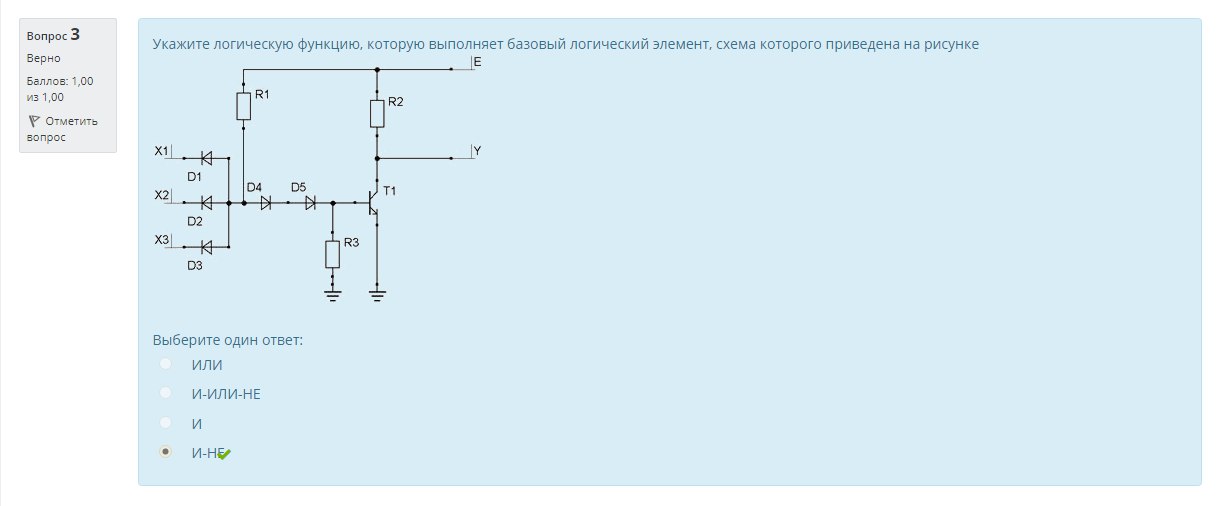 Вопрос 3
Верно
Баллов: 1,00
из 1,00
Отметить
вопрос
Укажите логическую функцию, которую выполняет базовый логический элемент, схема которого приведена на рисунке
E
R1
R2
X1
Y
D1
D4
D5
T1
X2
D2
X3
R3
D3
Выберите один ответ:
ИЛИ
И-ИЛИ-НЕ
И
И-НЕ